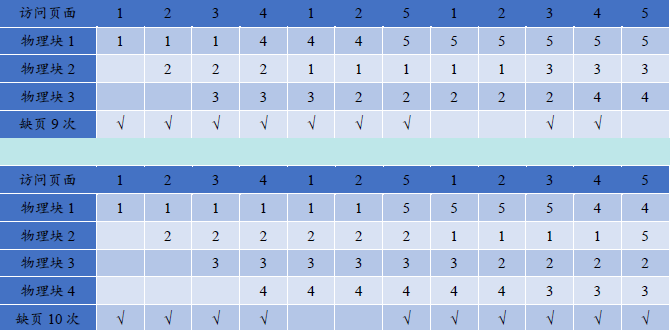 访问页面 1 2 3 4 1 2 5 1 2 3 4 5
物理块 1 1 1 1 4 4 4 5 5 5 5 5 5
物理块 2 2 2 2 1 1 1 1 1 3 3 3
物理块 3 3 3 3 2 2 2 2 2 4 4
缺页 9 次 √ √ √ √ √ √ √ √ √
访问页面 1 2 3 4 1 2 5 1 2 3 4 5
物理块 1 1 1 1 1 1 1 5 5 5 5 4 4
物理块 2 2 2 2 2 2 2 1 1 1 1 5
物理块 3 3 3 3 3 3 3 2 2 2 2
物理块 4 4 4 4 4 4 4 3 3 3
缺页 10 次 √ √ √ √ √ √ √ √ √ √